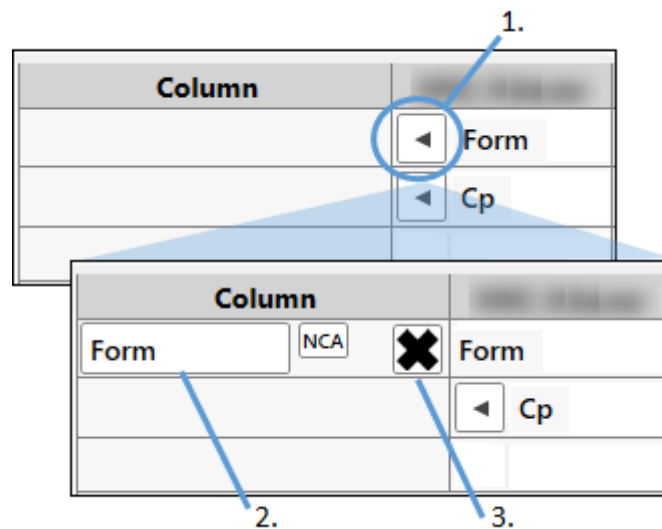 1.
Column
◄ Form
◄ Cp
Column
Form NCA ✖ Form
◄ Cp
2. 3.